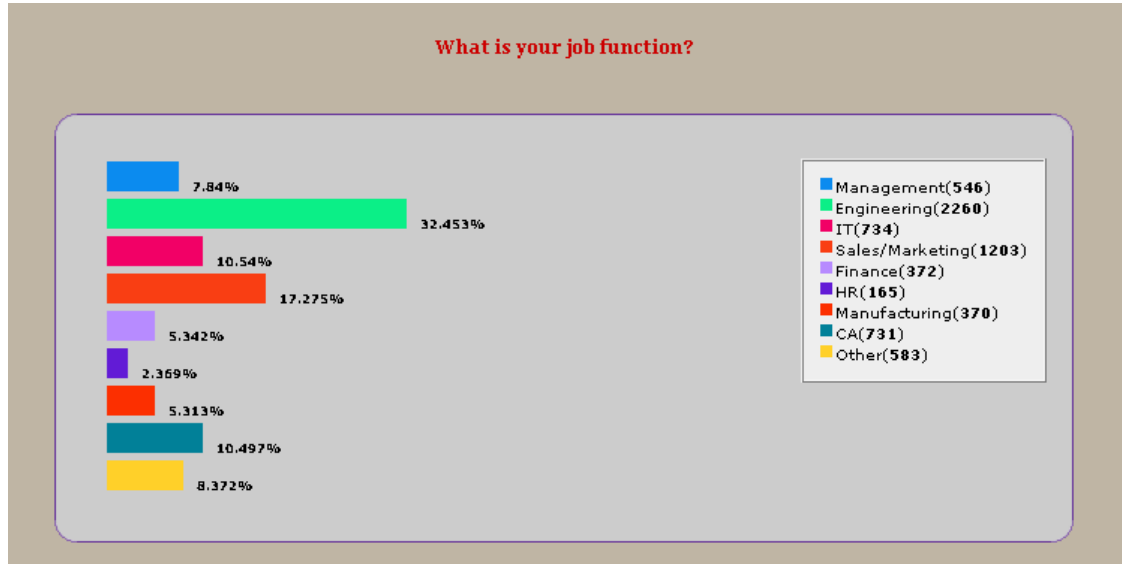 What is your job function?
7.84%
32.453%
10.54%
17.275%
5.342%
2.369%
5.313%
10.497%
8.372%
Management(546)
Engineering(2260)
IT(734)
Sales/Marketing(1203)
Finance(372)
HR(165)
Manufacturing(370)
CA(731)
Other(583)